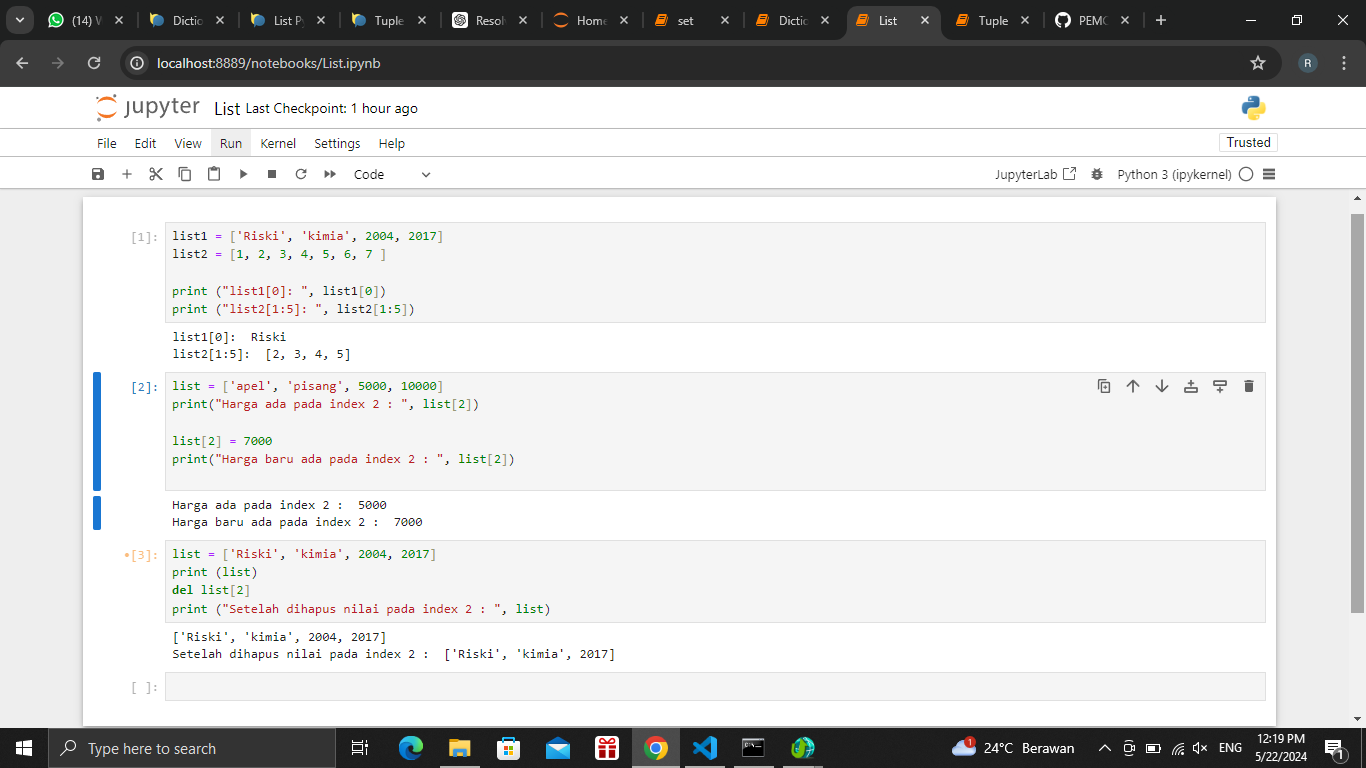 (14) W
Dictio
List Py
Tuple
Resol
Home
set
Dictio
List
Tuple
PEMO
localhost:8889/notebooks/List.ipynb
R
jupyter List Last Checkpoint: 1 hour ago
File Edit View Run Kernel Settings Help
Trusted
Code
JupyterLab
Python 3 (ipykernel)
[1]:
list1 = ['Riski', 'kimia', 2004, 2017]
list2 = [1, 2, 3, 4, 5, 6, 7 ]
print ("list1[0]: ", list1[0])
print ("list2[1:5]: ", list2[1:5])
list1[0]:  Riski
list2[1:5]:  [2, 3, 4, 5]
[2]:
list = ['apel', 'pisang', 5000, 10000]
print("Harga ada pada index 2 : ", list[2])
list[2] = 7000
print("Harga baru ada pada index 2 : ", list[2])
Harga ada pada index 2 :  5000
Harga baru ada pada index 2 :  7000
•[3]:
list = ['Riski', 'kimia', 2004, 2017]
print (list)
del list[2]
print ("Setelah dihapus nilai pada index 2 : ", list)
['Riski', 'kimia', 2004, 2017]
Setelah dihapus nilai pada index 2 :  ['Riski', 'kimia', 2017]
[ ]:
Type here to search
1
24°C Berawan
ENG
12:19 PM
5/22/2024
1